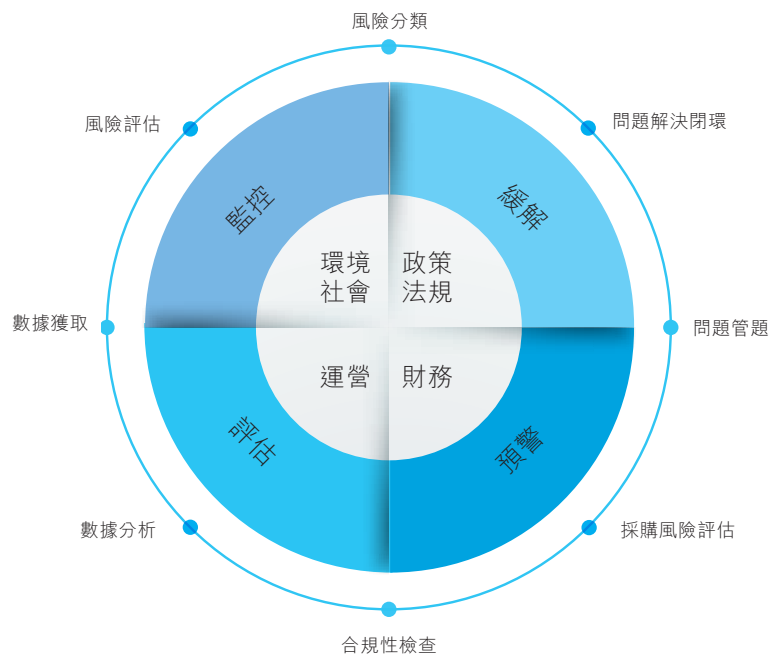 風險分類
風險評估
問題解決閉環
監控
緩解
環境
社會
政策
法規
數據獲取
問題管題
運營
財務
評估
預警
數據分析
採購風險評估
合規性檢查